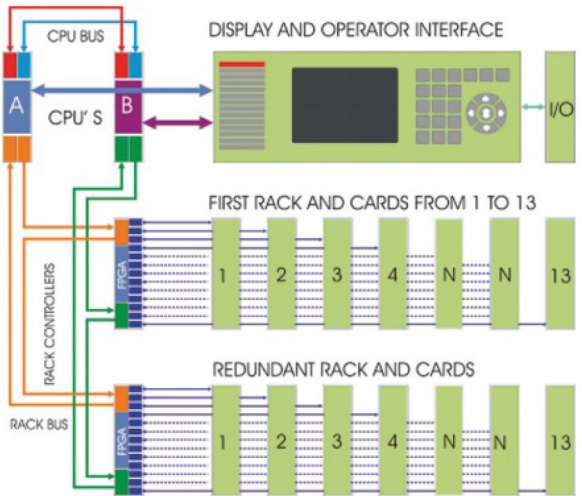 CPU BUS
DISPLAY AND OPERATOR INTERFACE
A
B
CPU' S
I/O
FIRST RACK AND CARDS FROM 1 TO 13
FPGA
1
2
3
4
N
N
13
RACK CONTROLLERS
REDUNDANT RACK AND CARDS
RACK BUS
FPGA
1
2
3
4
N
N
13